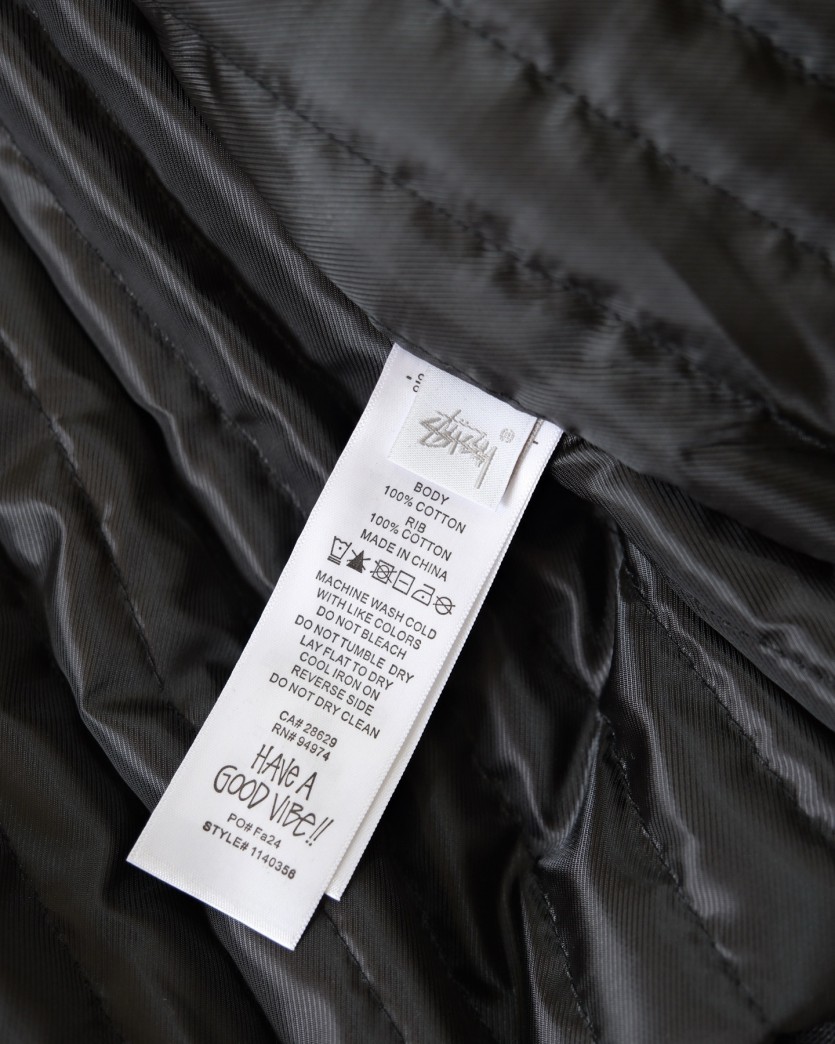 Stüssy
®
BODY
100% COTTON
RIB
100% COTTON
MADE IN CHINA
MACHINE WASH COLD
WITH LIKE COLORS
DO NOT BLEACH
DO NOT TUMBLE DRY
LAY FLAT TO DRY
COOL IRON ON
REVERSE SIDE
DO NOT DRY CLEAN
CA# 28629
RN# 94974
HAVE A
GOOD VIBE!!
PO# Fa24
STYLE# 1140358